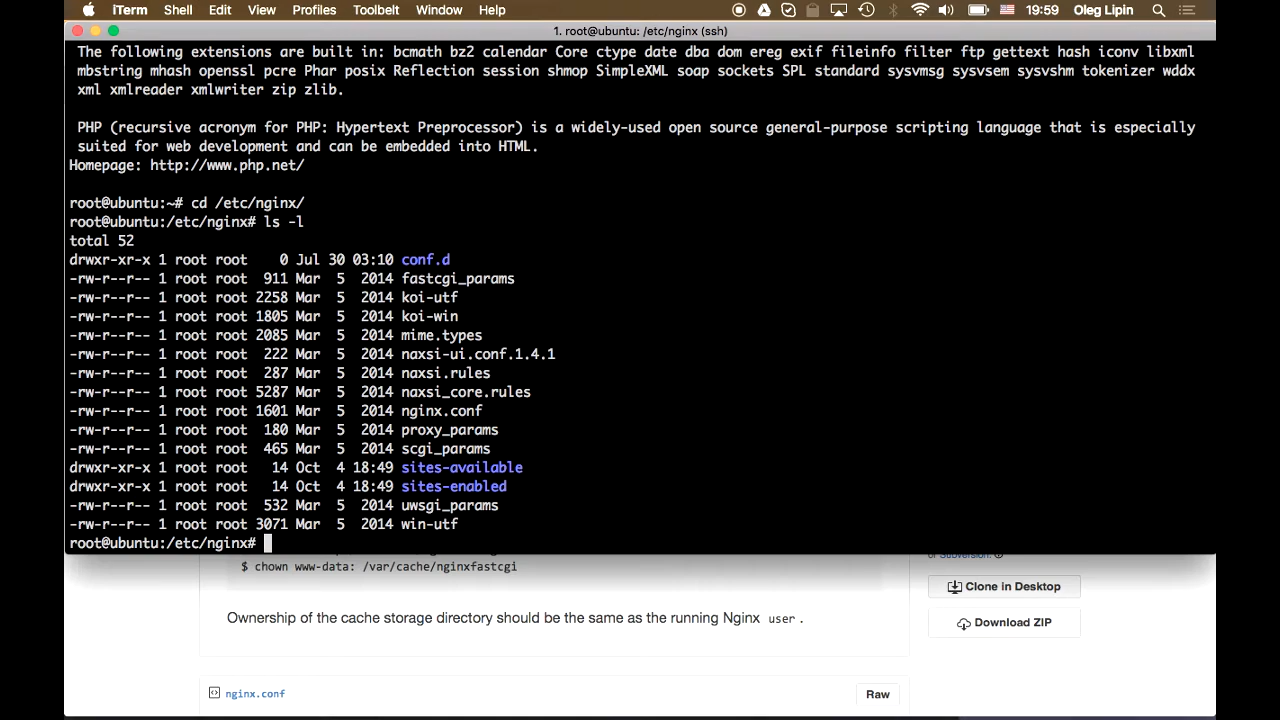 iTerm Shell Edit View Profiles Toolbelt Window Help 19:59 Oleg Lipin
1. root@ubuntu: /etc/nginx (ssh)
The following extensions are built in: bcmath bz2 calendar Core ctype date dba dom ereg exif fileinfo filter ftp gettext hash iconv libxml
mbstring mhash openssl pcre Phar posix Reflection session shmop SimpleXML soap sockets SPL standard sysvmsg sysvsem sysvshm tokenizer wddx
xml xmlreader xmlwriter zip zlib.
PHP (recursive acronym for PHP: Hypertext Preprocessor) is a widely-used open source general-purpose scripting language that is especially
suited for web development and can be embedded into HTML.
Homepage: http://www.php.net/
root@ubuntu:~# cd /etc/nginx/
root@ubuntu:/etc/nginx# ls -l
total 52
drwxr-xr-x 1 root root 0 Jul 30 03:10 conf.d
-rw-r--r-- 1 root root 911 Mar 5 2014 fastcgi_params
-rw-r--r-- 1 root root 2258 Mar 5 2014 koi-utf
-rw-r--r-- 1 root root 1805 Mar 5 2014 koi-win
-rw-r--r-- 1 root root 2085 Mar 5 2014 mime.types
-rw-r--r-- 1 root root 222 Mar 5 2014 naxsi-ui.conf.1.4.1
-rw-r--r-- 1 root root 287 Mar 5 2014 naxsi.rules
-rw-r--r-- 1 root root 5287 Mar 5 2014 naxsi_core.rules
-rw-r--r-- 1 root root 1601 Mar 5 2014 nginx.conf
-rw-r--r-- 1 root root 180 Mar 5 2014 proxy_params
-rw-r--r-- 1 root root 465 Mar 5 2014 scgi_params
drwxr-xr-x 1 root root 14 Oct 4 18:49 sites-available
drwxr-xr-x 1 root root 14 Oct 4 18:49 sites-enabled
-rw-r--r-- 1 root root 532 Mar 5 2014 uwsgi_params
-rw-r--r-- 1 root root 3071 Mar 5 2014 win-utf
root@ubuntu:/etc/nginx#
or Subversion.
$ chown www-data: /var/cache/nginxfastcgi
Clone in Desktop
Ownership of the cache storage directory should be the same as the running Nginx user .
Download ZIP
nginx.conf
Raw